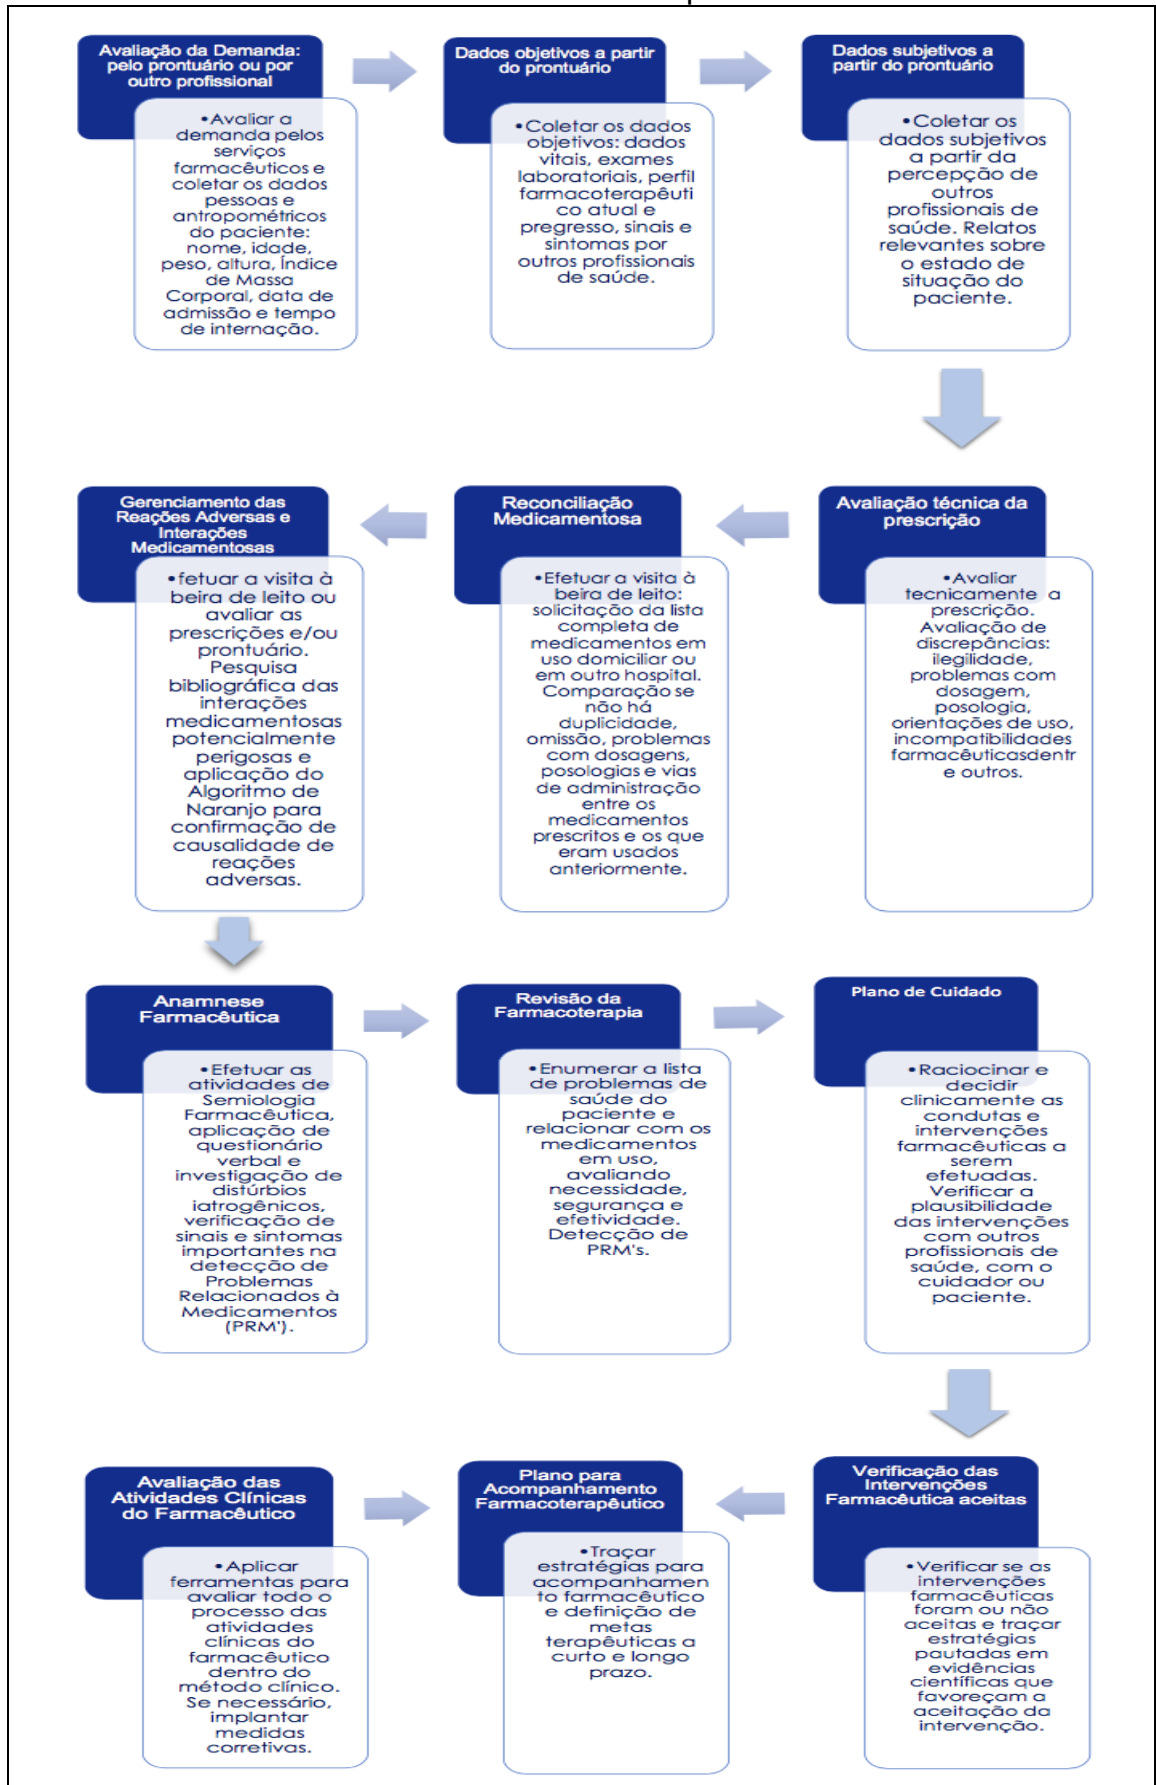 Avaliação da Demanda:
pelo prontuário ou por
outro profissional
•Avaliar a
demanda pelos
serviços
farmacêuticos e
coletar os dados
pessoas e
antropométricos
do paciente:
nome, idade,
peso, altura, Índice
de Massa
Corporal, data de
admissão e tempo
de internação.
Dados objetivos a partir
do prontuário
•Coletar os dados
objetivos: dados
vitais, exames
laboratoriais, perfil
farmacoterapêuti
co atual e
pregresso, sinais e
sintomas por
outros profissionais
de saúde.
Dados subjetivos a
partir do prontuário
•Coletar os
dados subjetivos
a partir da
percepção de
outros
profissionais de
saúde. Relatos
relevantes sobre
o estado de
situação do
paciente.
Gerenciamento das
Reações Adversas e
Interações
Medicamentosas
•fetuar a visita à
beira de leito ou
avaliar as
prescrições e/ou
prontuário.
Pesquisa
bibliográfica das
interações
medicamentosas
potencialmente
perigosas e
aplicação do
Algoritmo de
Naranjo para
confirmação de
causalidade de
reações
adversas.
Reconciliação
Medicamentosa
•Efetuar a visita à
beira de leito:
solicitação da lista
completa de
medicamentos em
uso domiciliar ou
em outro hospital.
Comparação se
não há
duplicidade,
omissão, problemas
com dosagens,
posologias e vias
de administração
entre os
medicamentos
prescritos e os que
eram usados
anteriormente.
Avaliação técnica da
prescrição
•Avaliar
tecnicamente a
prescrição.
Avaliação de
discrepâncias:
ilegilidade,
problemas com
dosagem,
posologia,
orientações de uso,
incompatibilidades
farmacêuticasdentr
e outros.
Anamnese
Farmacêutica
•Efetuar as
atividades de
Semiologia
Farmacêutica,
aplicação de
questionário
verbal e
investigação de
distúrbios
iatrogênicos,
verificação de
sinais e sintomas
importantes na
detecção de
Problemas
Relacionados à
Medicamentos
(PRM').
Revisão da
Farmacoterapia
•Enumerar a lista
de problemas de
saúde do
paciente e
relacionar com os
medicamentos
em uso,
avaliando
necessidade,
segurança e
efetividade.
Detecção de
PRM's.
Plano de Cuidado
•Raciocinar e
decidir
clinicamente as
condutas e
intervenções
farmacêuticas a
serem
efetuadas.
Verificar a
plausibilidade
das intervenções
com outros
profissionais de
saúde, com o
cuidador ou
paciente.
Avaliação das
Atividades Clínicas
do Farmacêutico
•Aplicar
ferramentas para
avaliar todo o
processo das
atividades
clínicas do
farmacêutico
dentro do
método clínico.
Se necessário,
implantar
medidas
corretivas.
Plano para
Acompanhamento
Farmacoterapêutico
•Traçar
estratégias para
acompanhamen
to farmacêutico
e definição de
metas
terapêuticas a
curto e longo
prazo.
Verificação das
Intervenções
Farmacêutica aceitas
•Verificar se as
intervenções
farmacêuticas
foram ou não
aceitas e traçar
estratégias
pautadas em
evidências
científicas que
favoreçam a
aceitação da
intervenção.